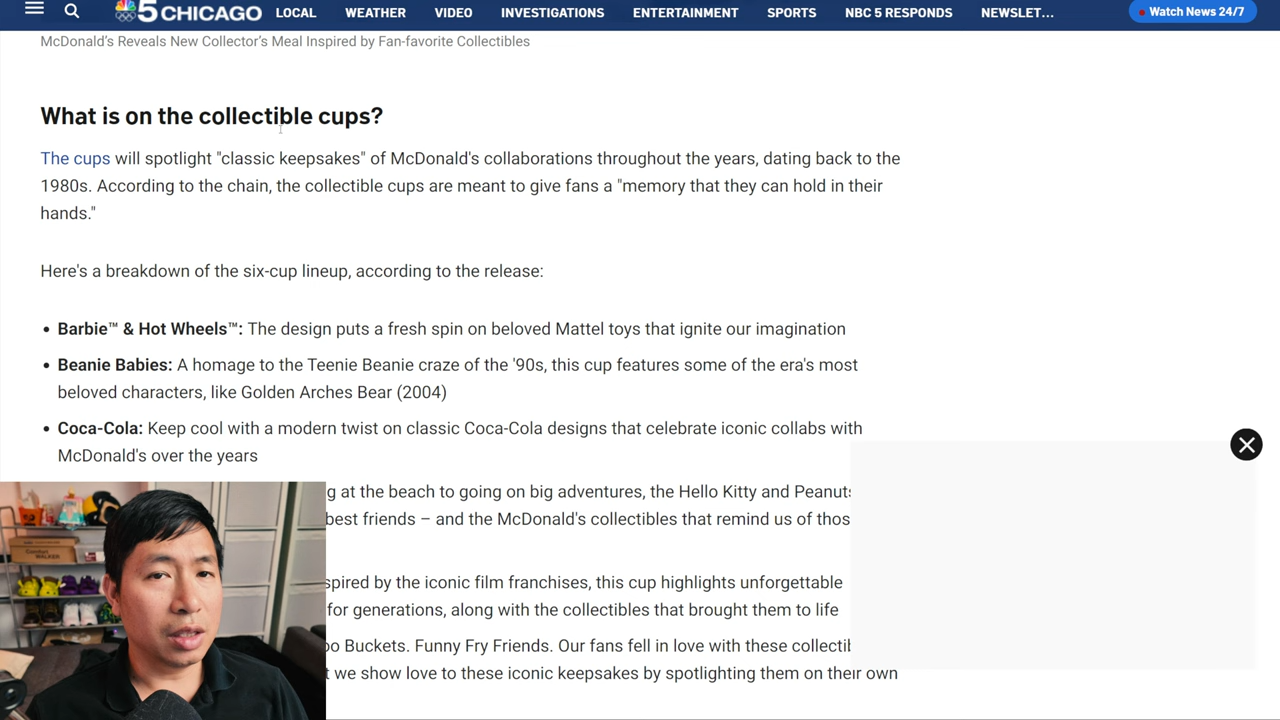 5 CHICAGO LOCAL WEATHER VIDEO INVESTIGATIONS ENTERTAINMENT SPORTS NBC 5 RESPONDS NEWSLET... Watch News 24/7
McDonald's Reveals New Collector's Meal Inspired by Fan-favorite Collectibles
What is on the collectible cups?
The cups will spotlight "classic keepsakes" of McDonald's collaborations throughout the years, dating back to the
1980s. According to the chain, the collectible cups are meant to give fans a "memory that they can hold in their
hands."
Here's a breakdown of the six-cup lineup, according to the release:
• Barbie™ & Hot Wheels™: The design puts a fresh spin on beloved Mattel toys that ignite our imagination
• Beanie Babies: A homage to the Teenie Beanie craze of the '90s, this cup features some of the era's most
beloved characters, like Golden Arches Bear (2004)
• Coca-Cola: Keep cool with a modern twist on classic Coca-Cola designs that celebrate iconic collabs with
McDonald's over the years
g at the beach to going on big adventures, the Hello Kitty and Peanuts
best friends – and the McDonald's collectibles that remind us of thos
spired by the iconic film franchises, this cup highlights unforgettable
for generations, along with the collectibles that brought them to life
oo Buckets. Funny Fry Friends. Our fans fell in love with these collectib
t we show love to these iconic keepsakes by spotlighting them on their own